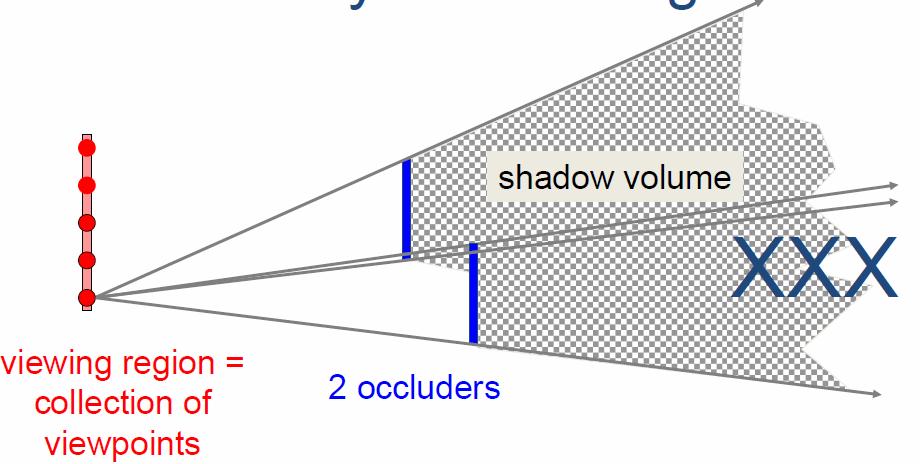 shadow volume
XXX
viewing region =
collection of
viewpoints
2 occluders